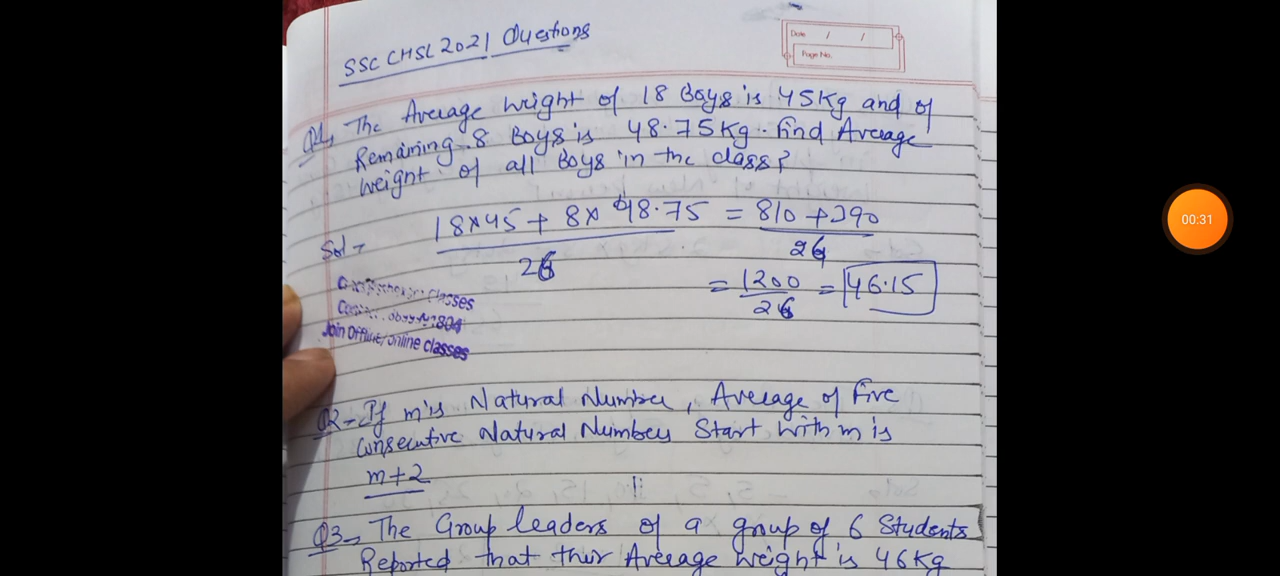 SSC CHSL 2021 Questions
Date / /
Page No.
Q1, The Average weight of 18 Boys is 45Kg and of
Remaining 8 Boys is 48.75Kg. Find Average
weight of all Boys in the class?
Sol- 18×45 + 8×48.75 = 810 + 390
26 26
= 1200 = 46.15
26
Classes
Join Offline/online classes
Q2- If m is Natural Number, Average of Five
consecutive Natural Numbers Start with m is
m+2
Q3- The Group leaders of a group of 6 Students
Reported that thier Average weight is 46Kg
00:31